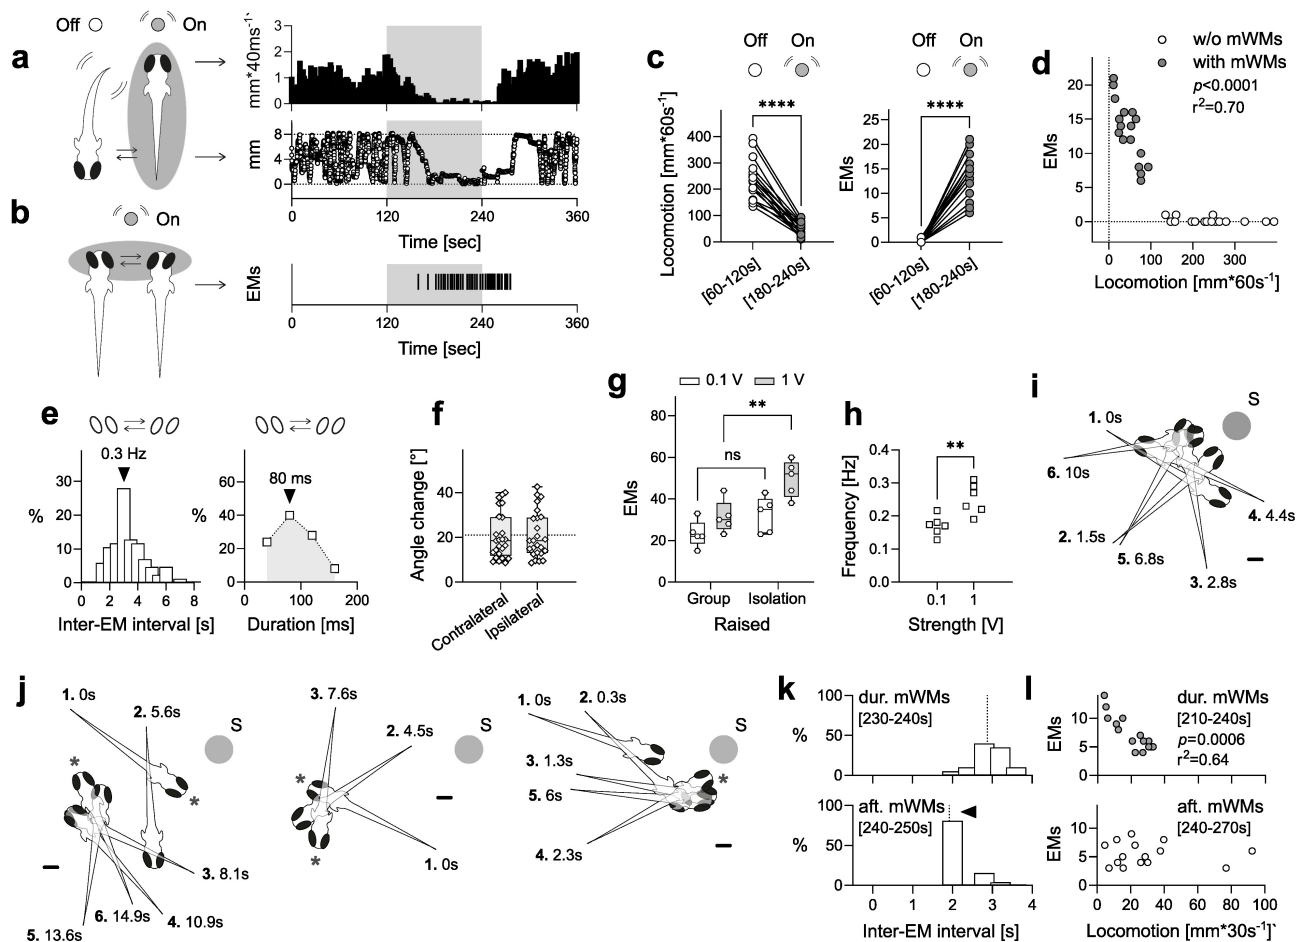 Off On
a
mm*40ms⁻¹`
3
2
1
0
mm
8
4
0
0 120 240 360
Time [sec]
b
On
EMs
0 120 240 360
Time [sec]
c
Off On
Locomotion [mm*60s⁻¹]
****
400
300
200
100
0
[60-120s]
[180-240s]
Off On
EMs
****
25
20
15
10
5
0
[60-120s]
[180-240s]
d
w/o mWMs
with mWMs
p<0.0001
r²=0.70
EMs
20
15
10
5
0
0 100 200 300
Locomotion [mm*60s⁻¹]
e
0.3 Hz
%
30
20
10
0
0 2 4 6 8
Inter-EM interval [s]
80 ms
%
60
40
20
0
0 100 200
Duration [ms]
f
Angle change [°]
40
20
0
Contralateral
Ipsilateral
g
0.1 V 1 V
**
ns
EMs
80
60
40
20
0
Group Isolation
Raised
h
**
Frequency [Hz]
0.4
0.3
0.2
0.1
0.0
0.1 1
Strength [V]
i
S
1. 0s
6. 10s
4. 4.4s
2. 1.5s
5. 6.8s
3. 2.8s
j
1. 0s
2. 5.6s
S
*
*
3. 8.1s
6. 14.9s
4. 10.9s
5. 13.6s
3. 7.6s
2. 4.5s
S
*
*
1. 0s
1. 0s
2. 0.3s
S
3. 1.3s
*
5. 6s
4. 2.3s
k
dur. mWMs
[230-240s]
%
100
50
0
aft. mWMs
[240-250s]
%
100
50
0
0 1 2 3 4
Inter-EM interval [s]
l
dur. mWMs
[210-240s]
p=0.0006
r²=0.64
EMs
10
5
0
aft. mWMs
[240-270s]
EMs
10
5
0
0 20 40 60 80 100
Locomotion [mm*30s⁻¹]`